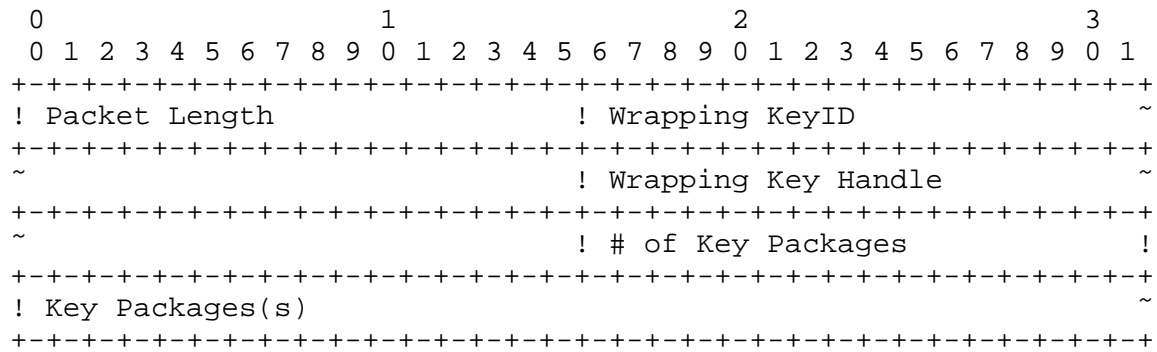 0                   1                   2                   3
 0 1 2 3 4 5 6 7 8 9 0 1 2 3 4 5 6 7 8 9 0 1 2 3 4 5 6 7 8 9 0 1
+-+-+-+-+-+-+-+-+-+-+-+-+-+-+-+-+-+-+-+-+-+-+-+-+-+-+-+-+-+-+-+-+
! Packet Length                 ! Wrapping KeyID                ~
+-+-+-+-+-+-+-+-+-+-+-+-+-+-+-+-+-+-+-+-+-+-+-+-+-+-+-+-+-+-+-+-+
~                               ! Wrapping Key Handle           ~
+-+-+-+-+-+-+-+-+-+-+-+-+-+-+-+-+-+-+-+-+-+-+-+-+-+-+-+-+-+-+-+-+
~                               ! # of Key Packages             !
+-+-+-+-+-+-+-+-+-+-+-+-+-+-+-+-+-+-+-+-+-+-+-+-+-+-+-+-+-+-+-+-+
! Key Packages(s)                                               ~
+-+-+-+-+-+-+-+-+-+-+-+-+-+-+-+-+-+-+-+-+-+-+-+-+-+-+-+-+-+-+-+-+